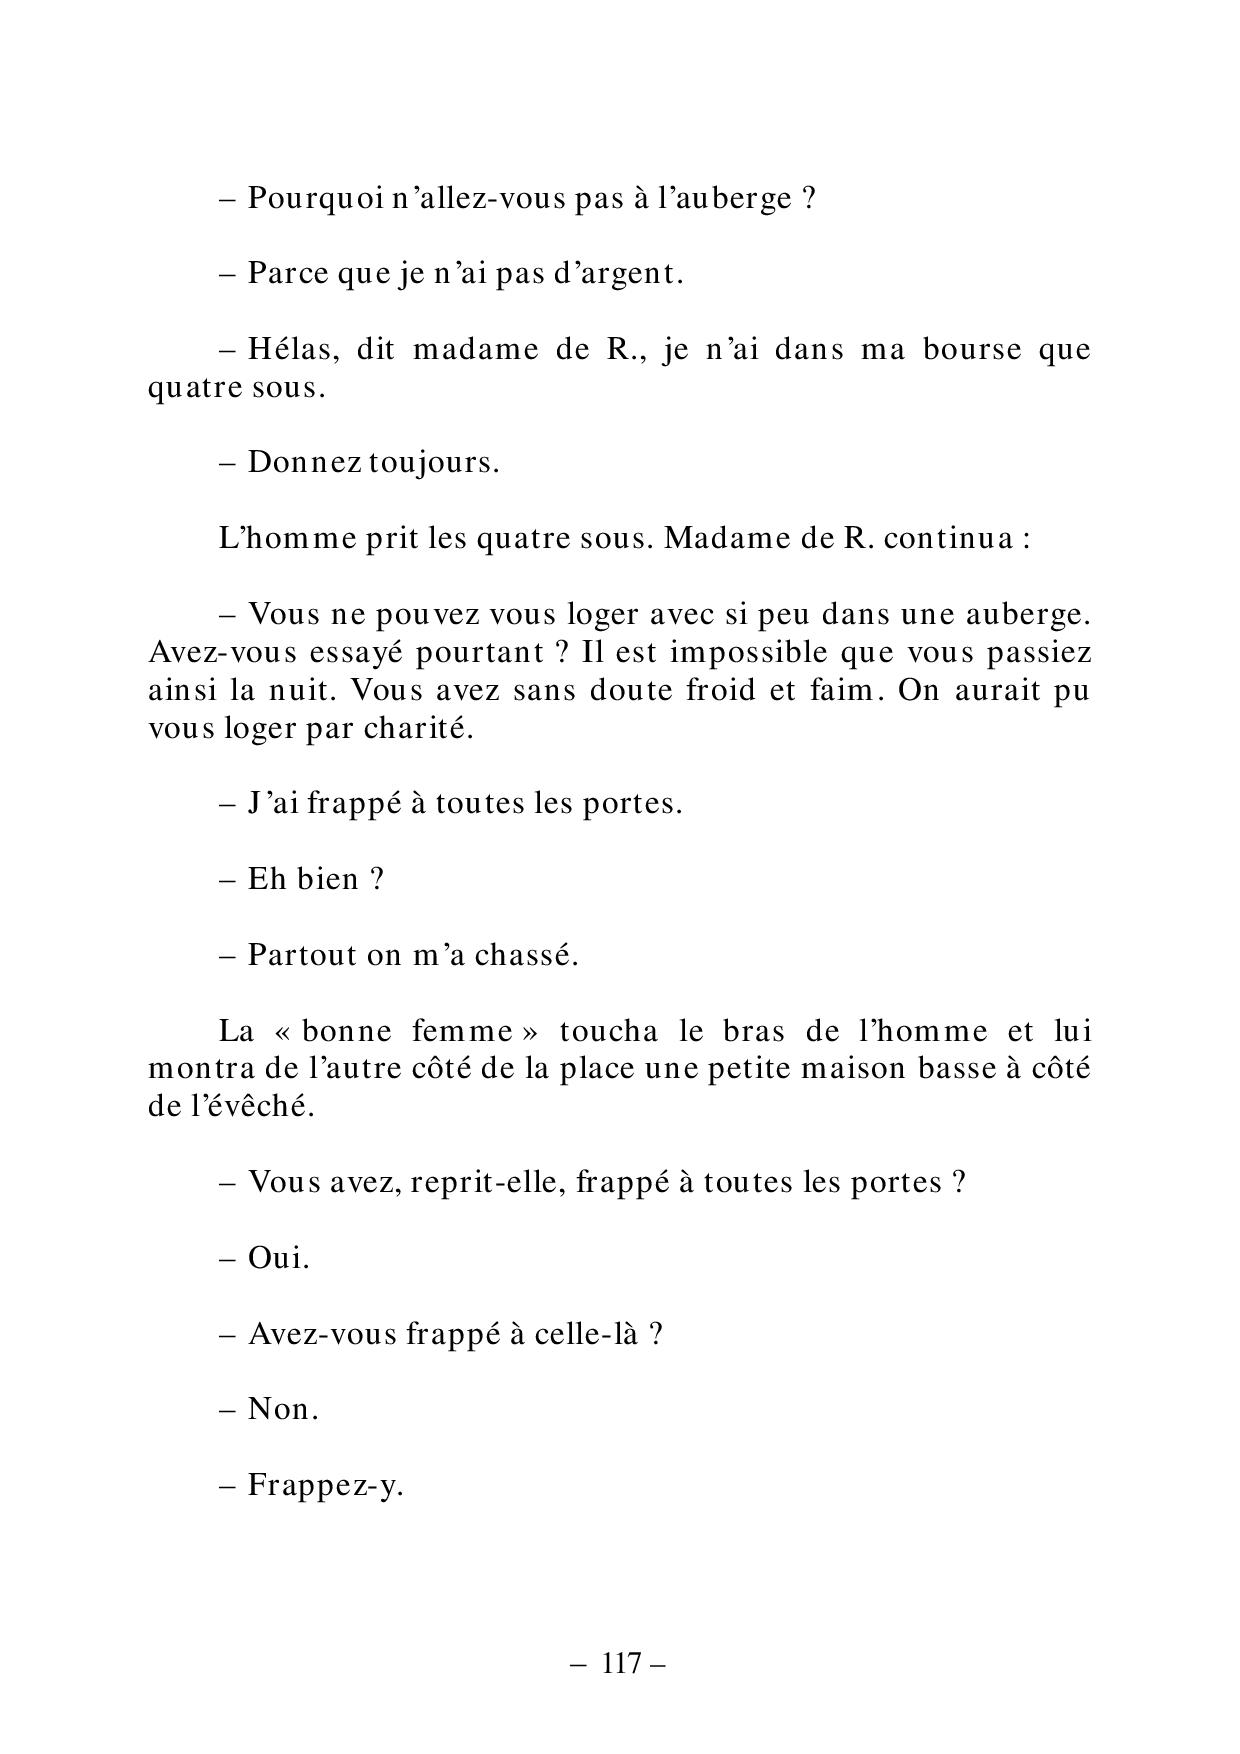 – Pourquoi n’allez-vous pas à l’auberge ?
– Parce que je n’ai pas d’argent.
– Hélas, dit madame de R., je n’ai dans ma bourse que
quatre sous.
– Donnez toujours.
L’homme prit les quatre sous. Madame de R. continua :
– Vous ne pouvez vous loger avec si peu dans une auberge.
Avez-vous essayé pourtant ? Il est impossible que vous passiez
ainsi la nuit. Vous avez sans doute froid et faim. On aurait pu
vous loger par charité.
– J’ai frappé à toutes les portes.
– Eh bien ?
– Partout on m’a chassé.
La « bonne femme » toucha le bras de l’homme et lui
montra de l’autre côté de la place une petite maison basse à côté
de l’évêché.
– Vous avez, reprit-elle, frappé à toutes les portes ?
– Oui.
– Avez-vous frappé à celle-là ?
– Non.
– Frappez-y.
– 117 –